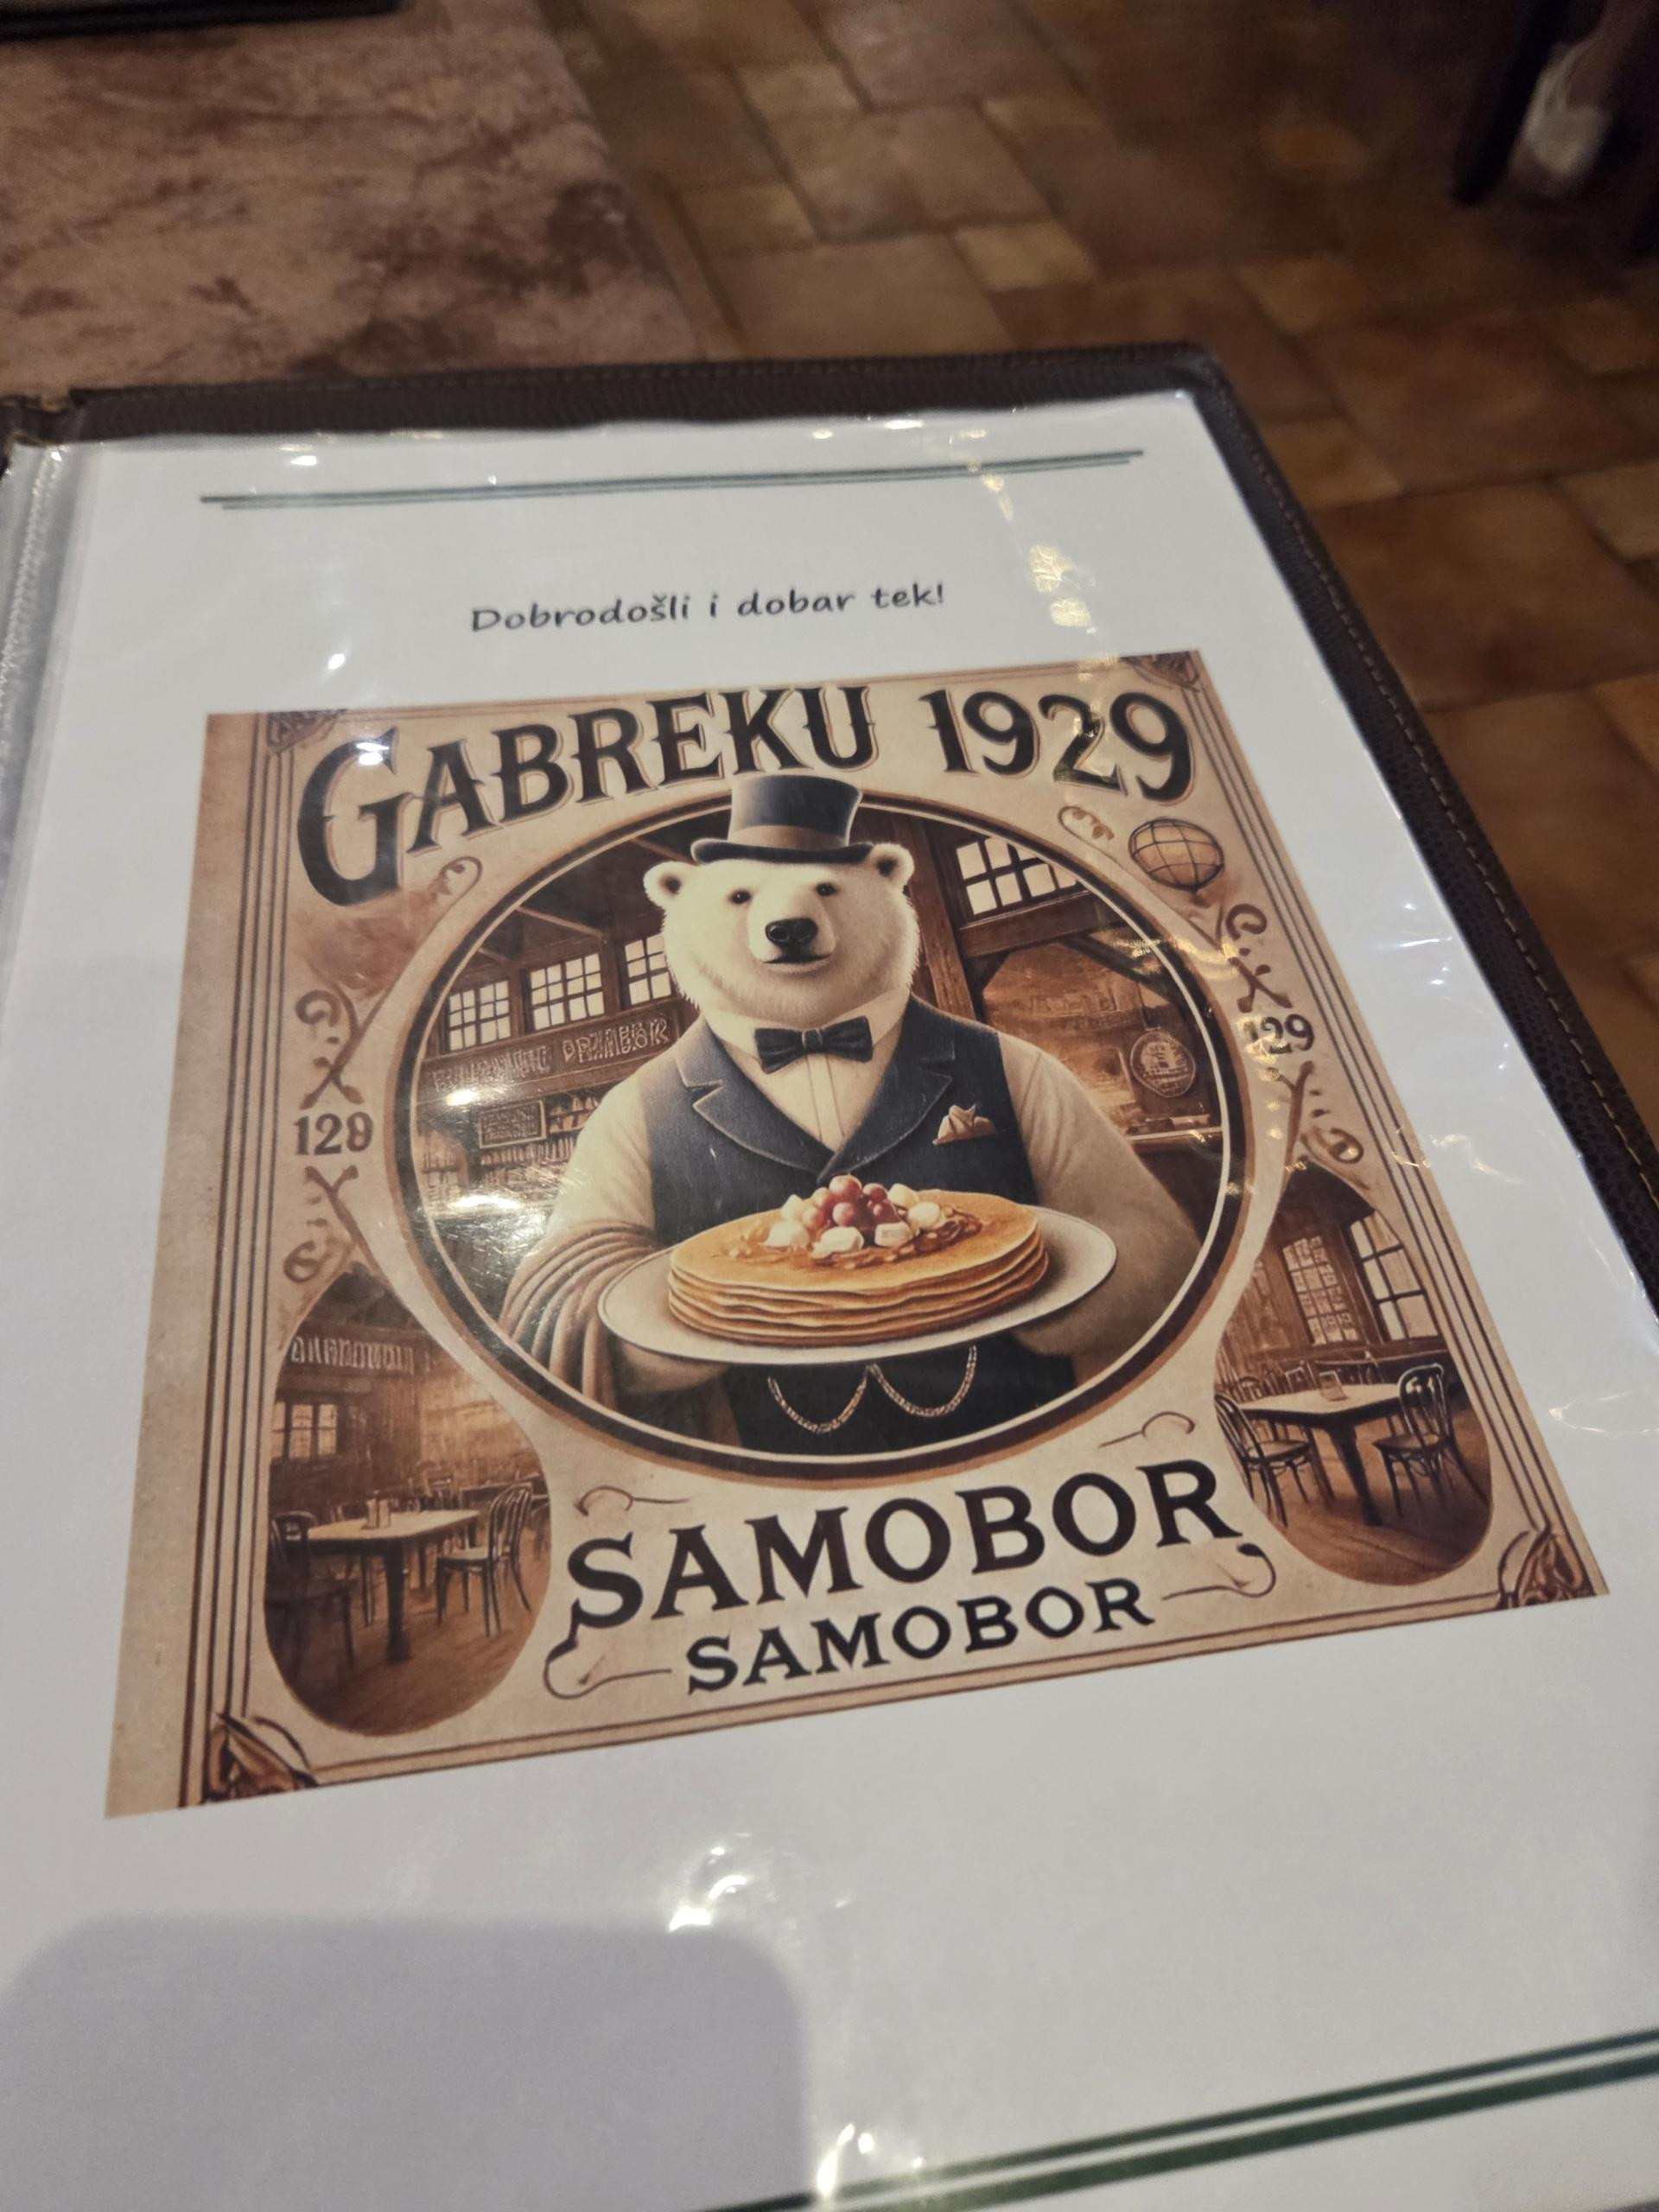 Dobrodošli i dobar tek!
GABREKU 1929
129
129
SAMOBOR
SAMOBOR